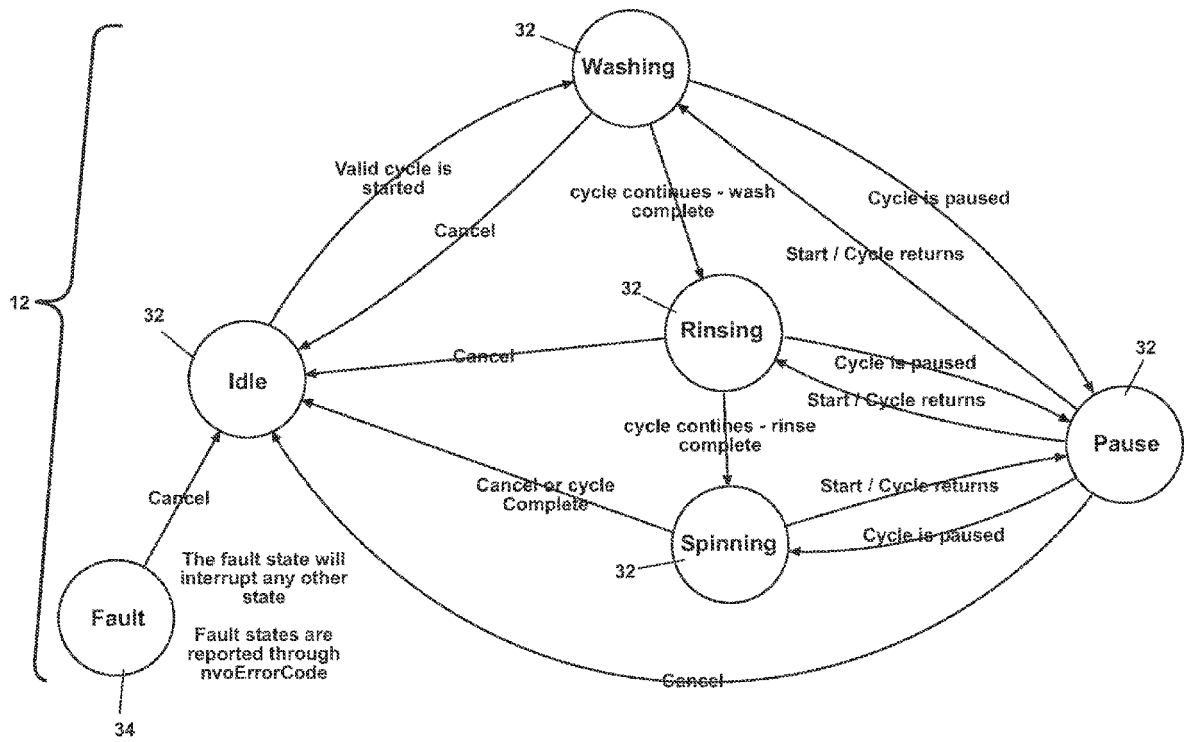 32
Washing
Valid cycle is
started
cycle continues - wash
complete
Cycle is paused
Cancel
Start / Cycle returns
12
32
32
Rinsing
32
Idle
Cancel
Cycle is paused
Start / Cycle returns
Pause
cycle contines - rinse
complete
Cancel or cycle
Complete
Start / Cycle returns
Cancel
Spinning
Cycle is paused
32
The fault state will
interrupt any other
state
Fault
Fault states are
reported through
nvoErrorCode
Cancel
34